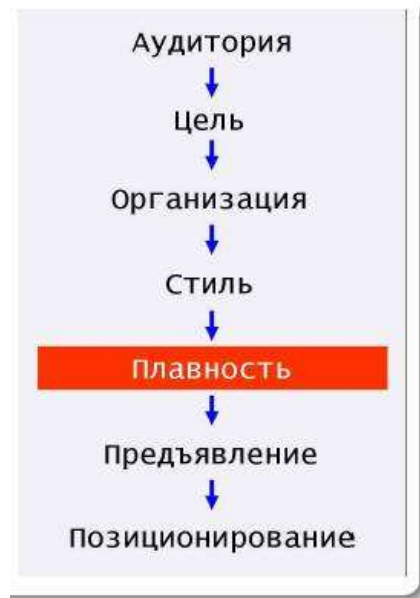 Аудитория
Цель
Организация
Стиль
Плавность
Предъявление
Позиционирование